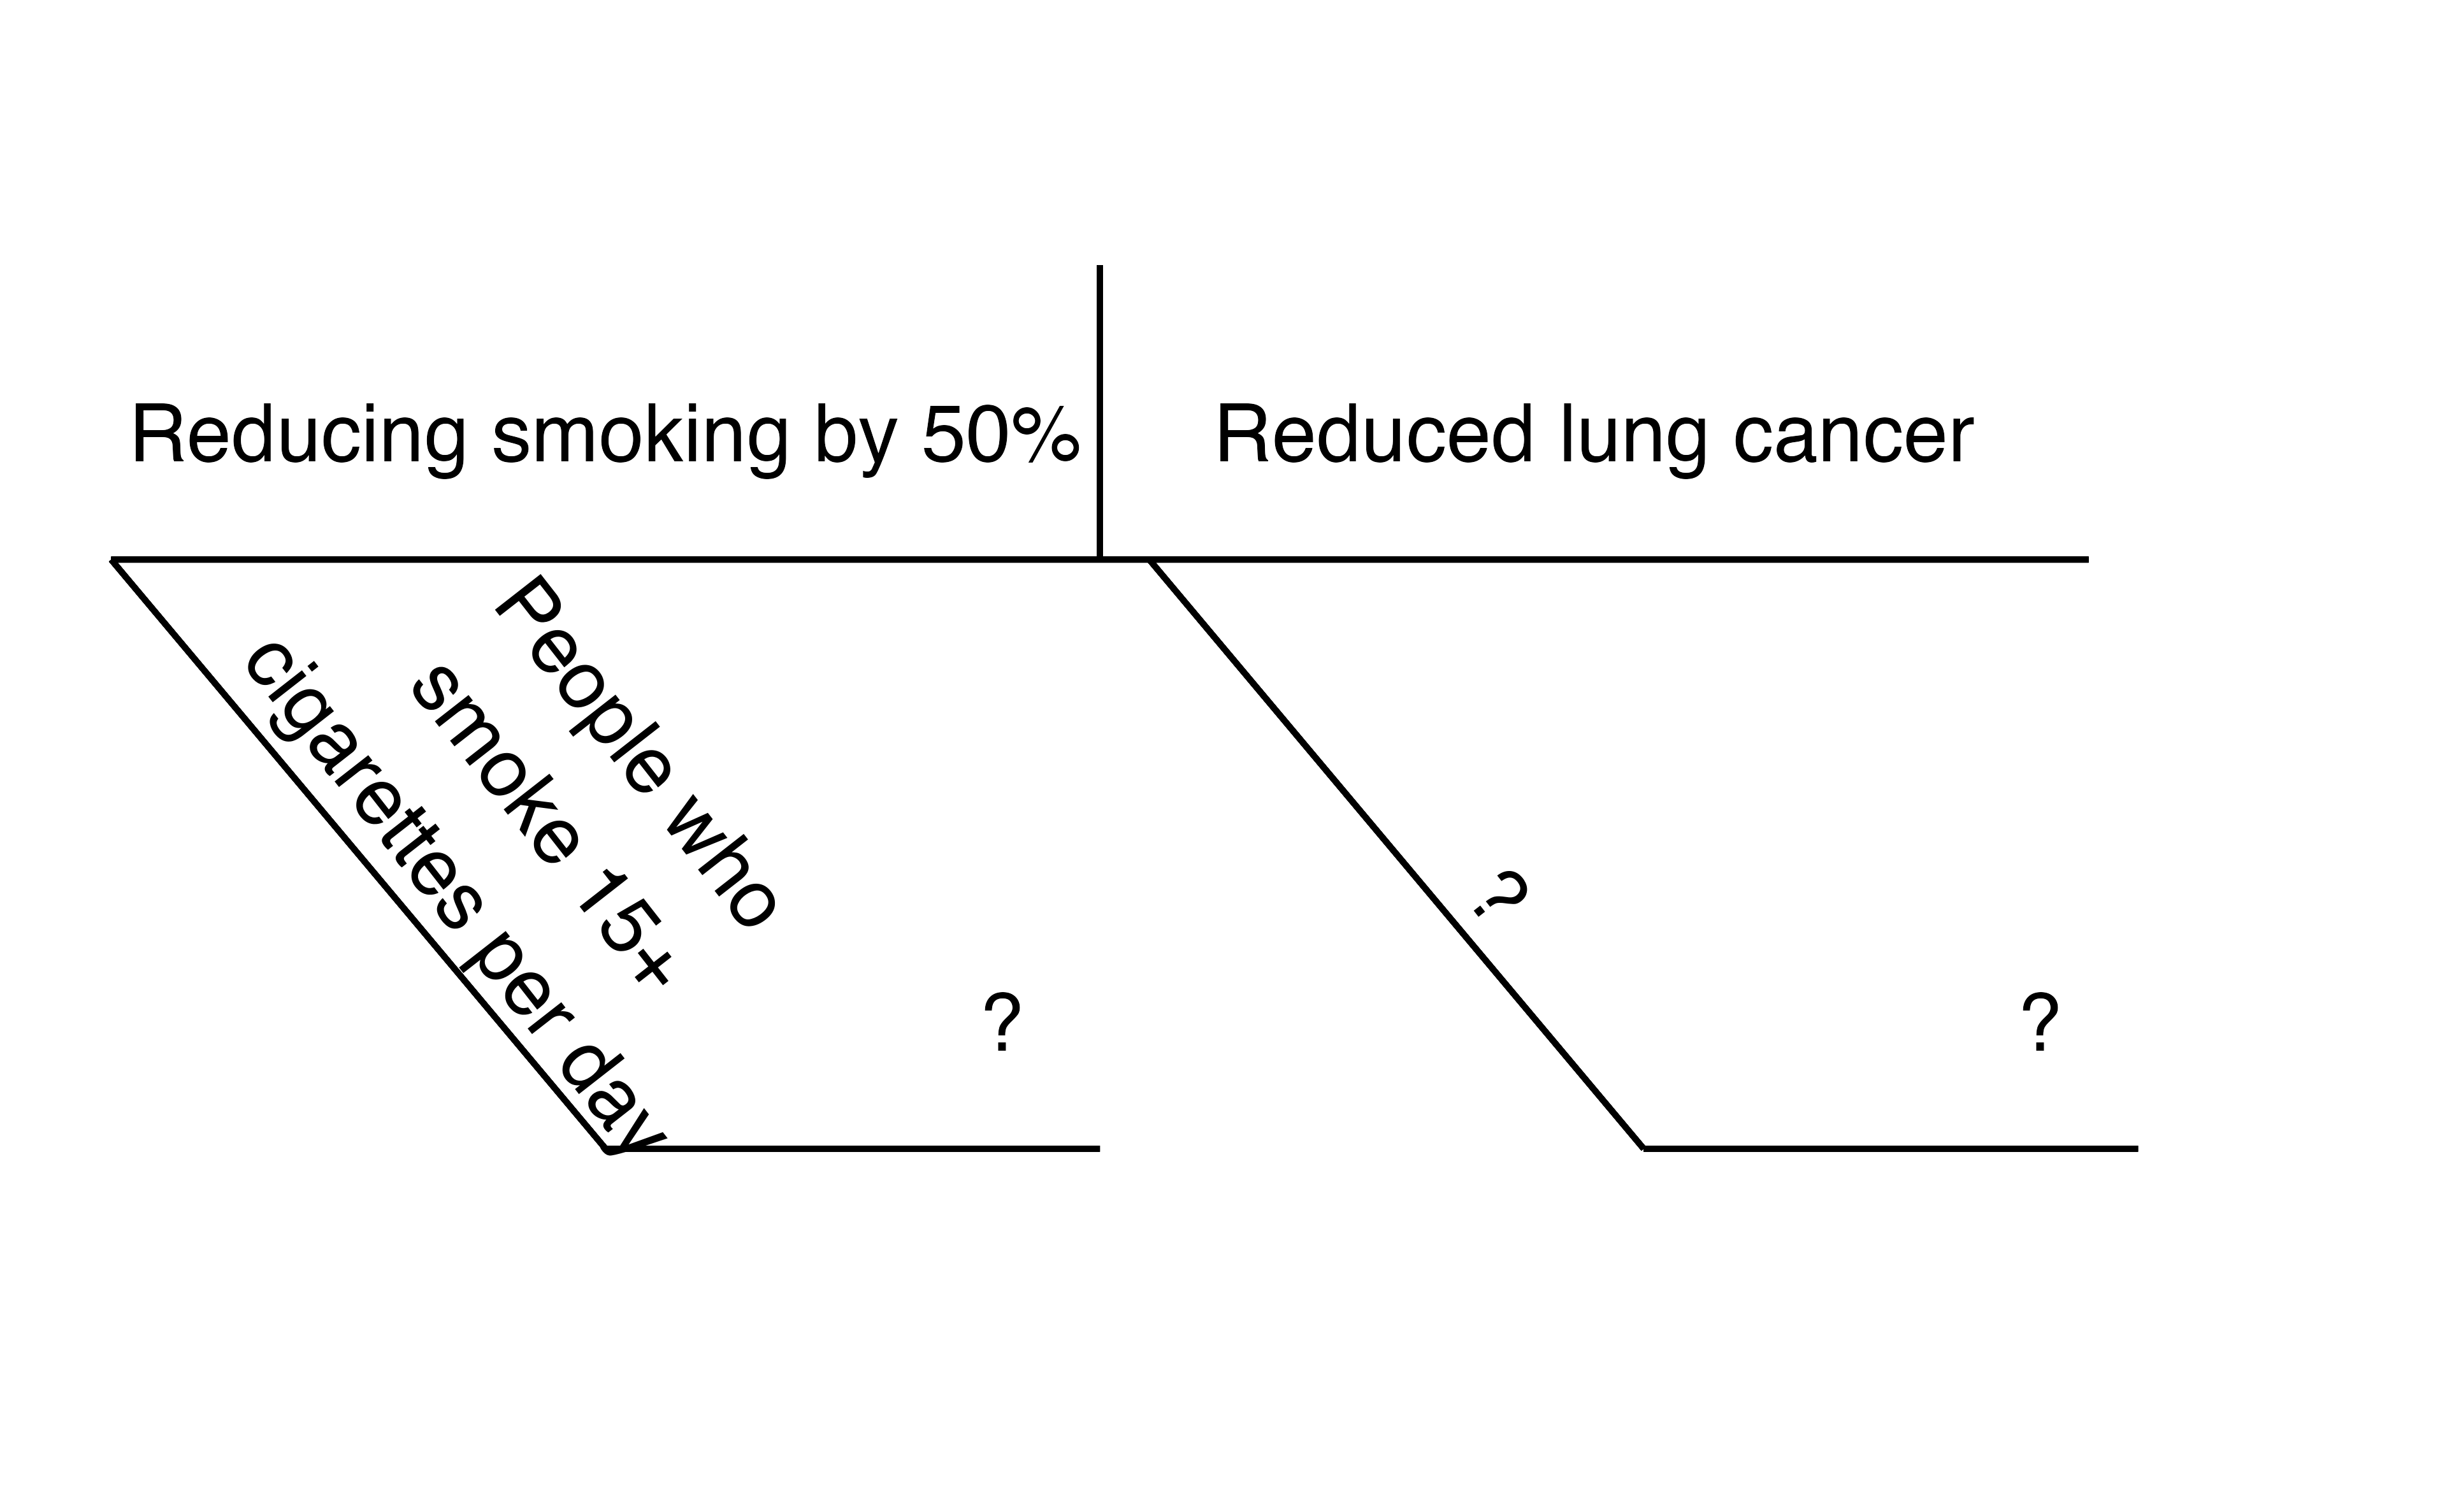 Reducing smoking by 50%
Reduced lung cancer
People who
smoke 15+
cigarettes per day
?
?
?